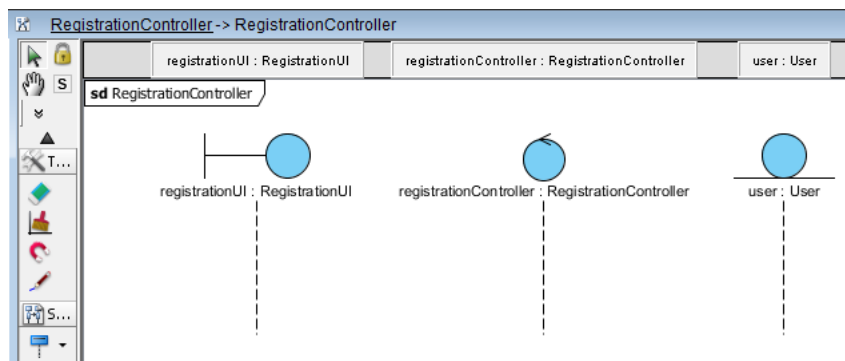 RegistrationController -> RegistrationController
registrationUI : RegistrationUI
registrationController : RegistrationController
user : User
S
sd RegistrationController
T...
registrationUI : RegistrationUI
registrationController : RegistrationController
user : User
S...